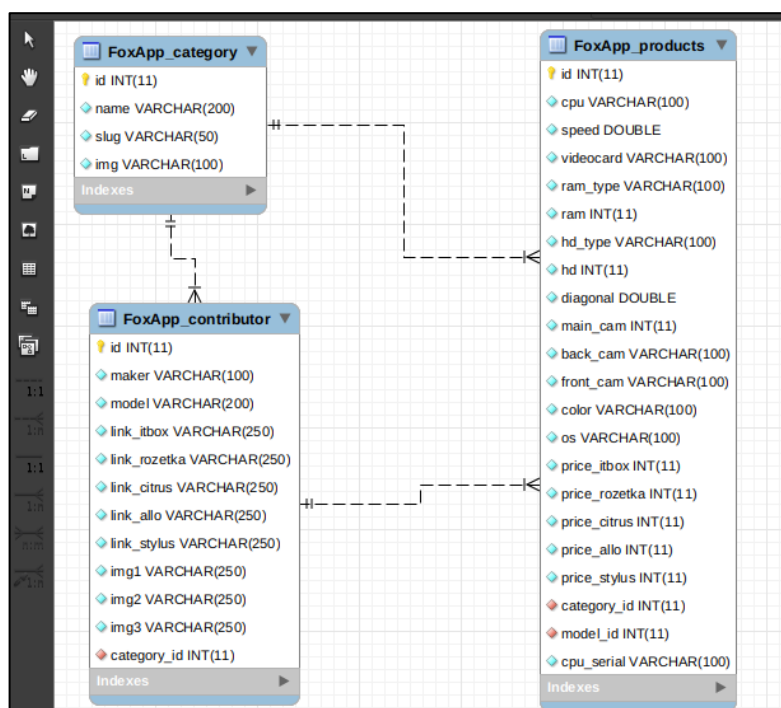 FoxApp_category
id INT(11)
name VARCHAR(200)
slug VARCHAR(50)
img VARCHAR(100)
Indexes
FoxApp_contributor
id INT(11)
maker VARCHAR(100)
model VARCHAR(200)
link_itbox VARCHAR(250)
link_rozetka VARCHAR(250)
link_citrus VARCHAR(250)
link_allo VARCHAR(250)
link_stylus VARCHAR(250)
img1 VARCHAR(250)
img2 VARCHAR(250)
img3 VARCHAR(250)
category_id INT(11)
Indexes
FoxApp_products
id INT(11)
cpu VARCHAR(100)
speed DOUBLE
videocard VARCHAR(100)
ram_type VARCHAR(100)
ram INT(11)
hd_type VARCHAR(100)
hd INT(11)
diagonal DOUBLE
main_cam INT(11)
back_cam VARCHAR(100)
front_cam VARCHAR(100)
color VARCHAR(100)
os VARCHAR(100)
price_itbox INT(11)
price_rozetka INT(11)
price_citrus INT(11)
price_allo INT(11)
price_stylus INT(11)
category_id INT(11)
model_id INT(11)
cpu_serial VARCHAR(100)
Indexes
1:1
1:n
1:1
1:n
n:m
1:n